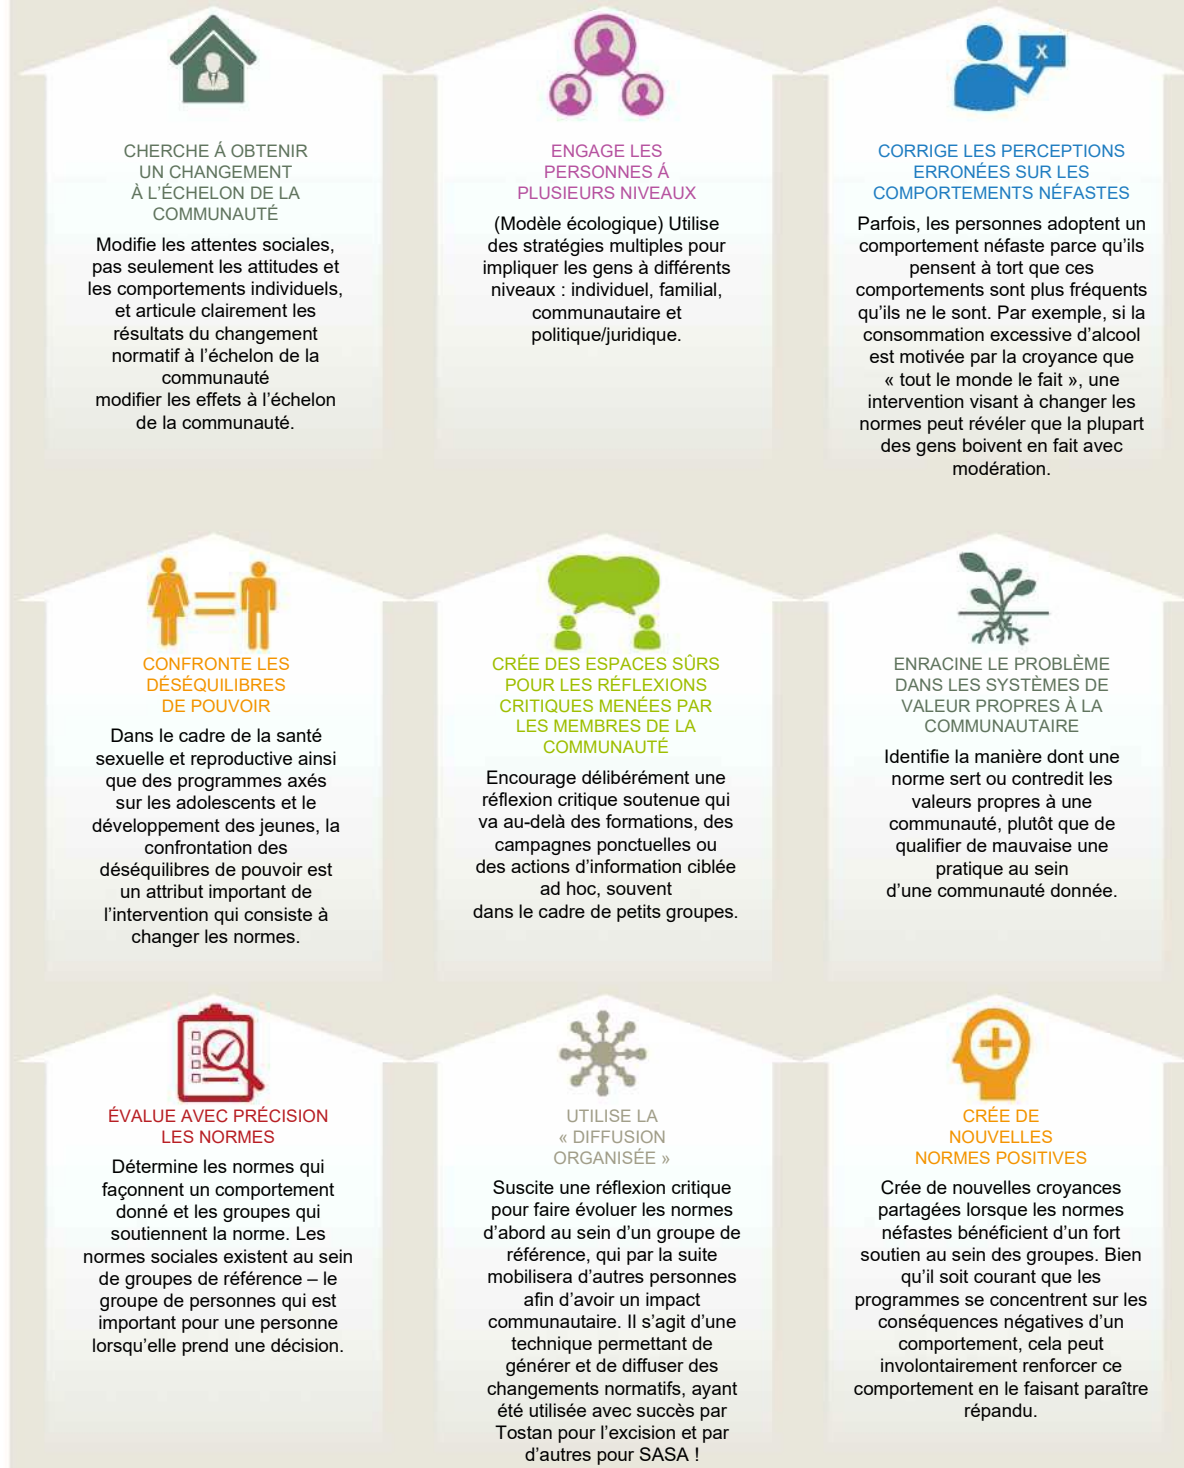 CHERCHE Á OBTENIR
UN CHANGEMENT
À L'ÉCHELON DE LA
COMMUNAUTÉ
Modifie les attentes sociales,
pas seulement les attitudes et
les comportements individuels,
et articule clairement les
résultats du changement
normatif à l'échelon de la
communauté
modifier les effets à l'échelon
de la communauté.
ENGAGE LES
PERSONNES Á
PLUSIEURS NIVEAUX
(Modèle écologique) Utilise
des stratégies multiples pour
impliquer les gens à différents
niveaux : individuel, familial,
communautaire et
politique/juridique.
X
CORRIGE LES PERCEPTIONS
ERRONÉES SUR LES
COMPORTEMENTS NÉFASTES
Parfois, les personnes adoptent un
comportement néfaste parce qu'ils
pensent à tort que ces
comportements sont plus fréquents
qu'ils ne le sont. Par exemple, si la
consommation excessive d'alcool
est motivée par la croyance que
« tout le monde le fait », une
intervention visant à changer les
normes peut révéler que la plupart
des gens boivent en fait avec
modération.
CONFRONTE LES
DÉSÉQUILIBRES
DE POUVOIR
Dans le cadre de la santé
sexuelle et reproductive ainsi
que des programmes axés
sur les adolescents et le
développement des jeunes, la
confrontation des
déséquilibres de pouvoir est
un attribut important de
l'intervention qui consiste à
changer les normes.
CRÉE DES ESPACES SÛRS
POUR LES RÉFLEXIONS
CRITIQUES MENÉES PAR
LES MEMBRES DE LA
COMMUNAUTÉ
Encourage délibérément une
réflexion critique soutenue qui
va au-delà des formations, des
campagnes ponctuelles ou
des actions d'information ciblée
ad hoc, souvent
dans le cadre de petits groupes.
ENRACINE LE PROBLÈME
DANS LES SYSTÈMES DE
VALEUR PROPRES À LA
COMMUNAUTAIRE
Identifie la manière dont une
norme sert ou contredit les
valeurs propres à une
communauté, plutôt que de
qualifier de mauvaise une
pratique au sein
d'une communauté donnée.
ÉVALUE AVEC PRÉCISION
LES NORMES
Détermine les normes qui
façonnent un comportement
donné et les groupes qui
soutiennent la norme. Les
normes sociales existent au sein
de groupes de référence – le
groupe de personnes qui est
important pour une personne
lorsqu'elle prend une décision.
UTILISE LA
« DIFFUSION
ORGANISÉE »
Suscite une réflexion critique
pour faire évoluer les normes
d'abord au sein d'un groupe de
référence, qui par la suite
mobilisera d'autres personnes
afin d'avoir un impact
communautaire. Il s'agit d'une
technique permettant de
générer et de diffuser des
changements normatifs, ayant
été utilisée avec succès par
Tostan pour l'excision et par
d'autres pour SASA !
CRÉE DE
NOUVELLES
NORMES POSITIVES
Crée de nouvelles croyances
partagées lorsque les normes
néfastes bénéficient d'un fort
soutien au sein des groupes. Bien
qu'il soit courant que les
programmes se concentrent sur les
conséquences négatives d'un
comportement, cela peut
involontairement renforcer ce
comportement en le faisant paraître
répandu.